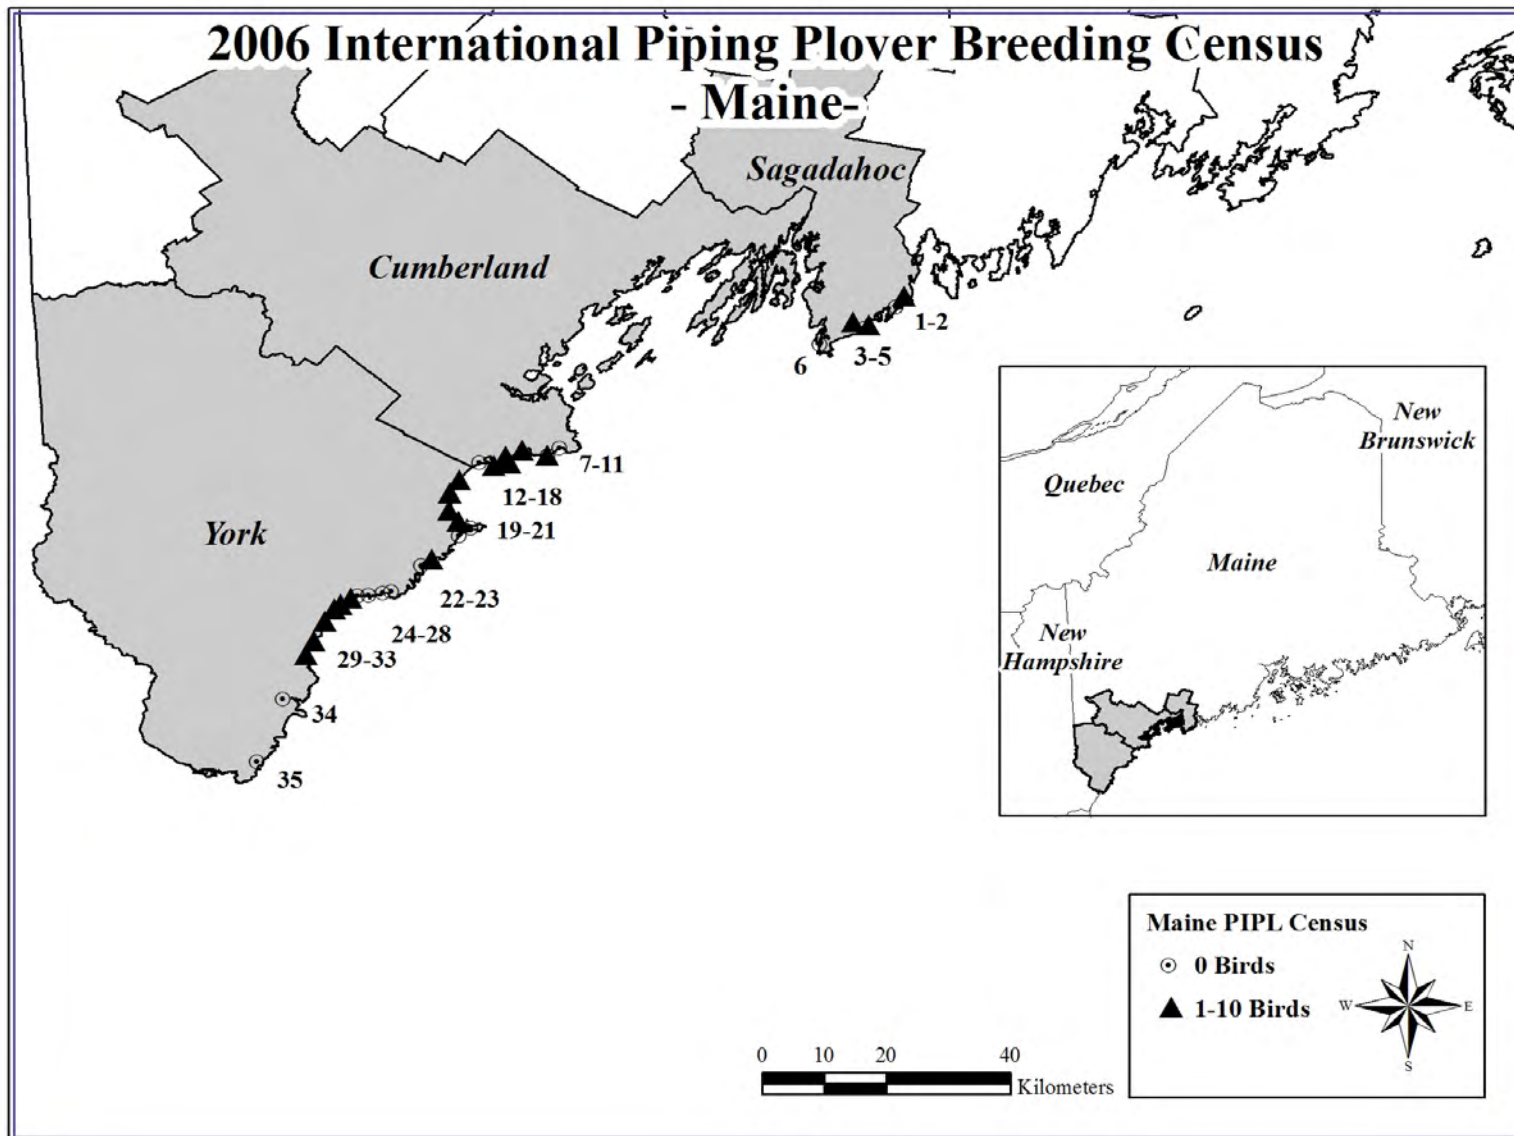 2006 International Piping Plover Breeding Census
- Maine-
Sagadahoc
Cumberland
1-2
3-5
6
7-11
12-18
19-21
York
22-23
24-28
29-33
34
35
New
Brunswick
Quebec
Maine
New
Hampshire
Maine PIPL Census
0 Birds
1-10 Birds
N
W
E
S
0 10 20 40
Kilometers